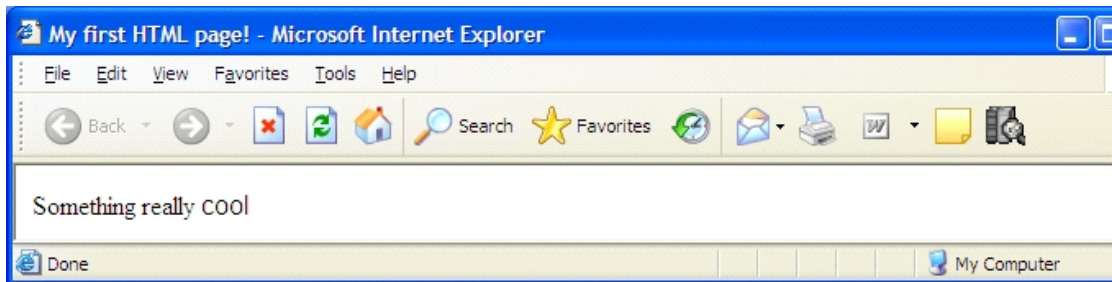 My first HTML page! - Microsoft Internet Explorer
File Edit View Favorites Tools Help
Back Search Favorites W
Something really cool
Done My Computer